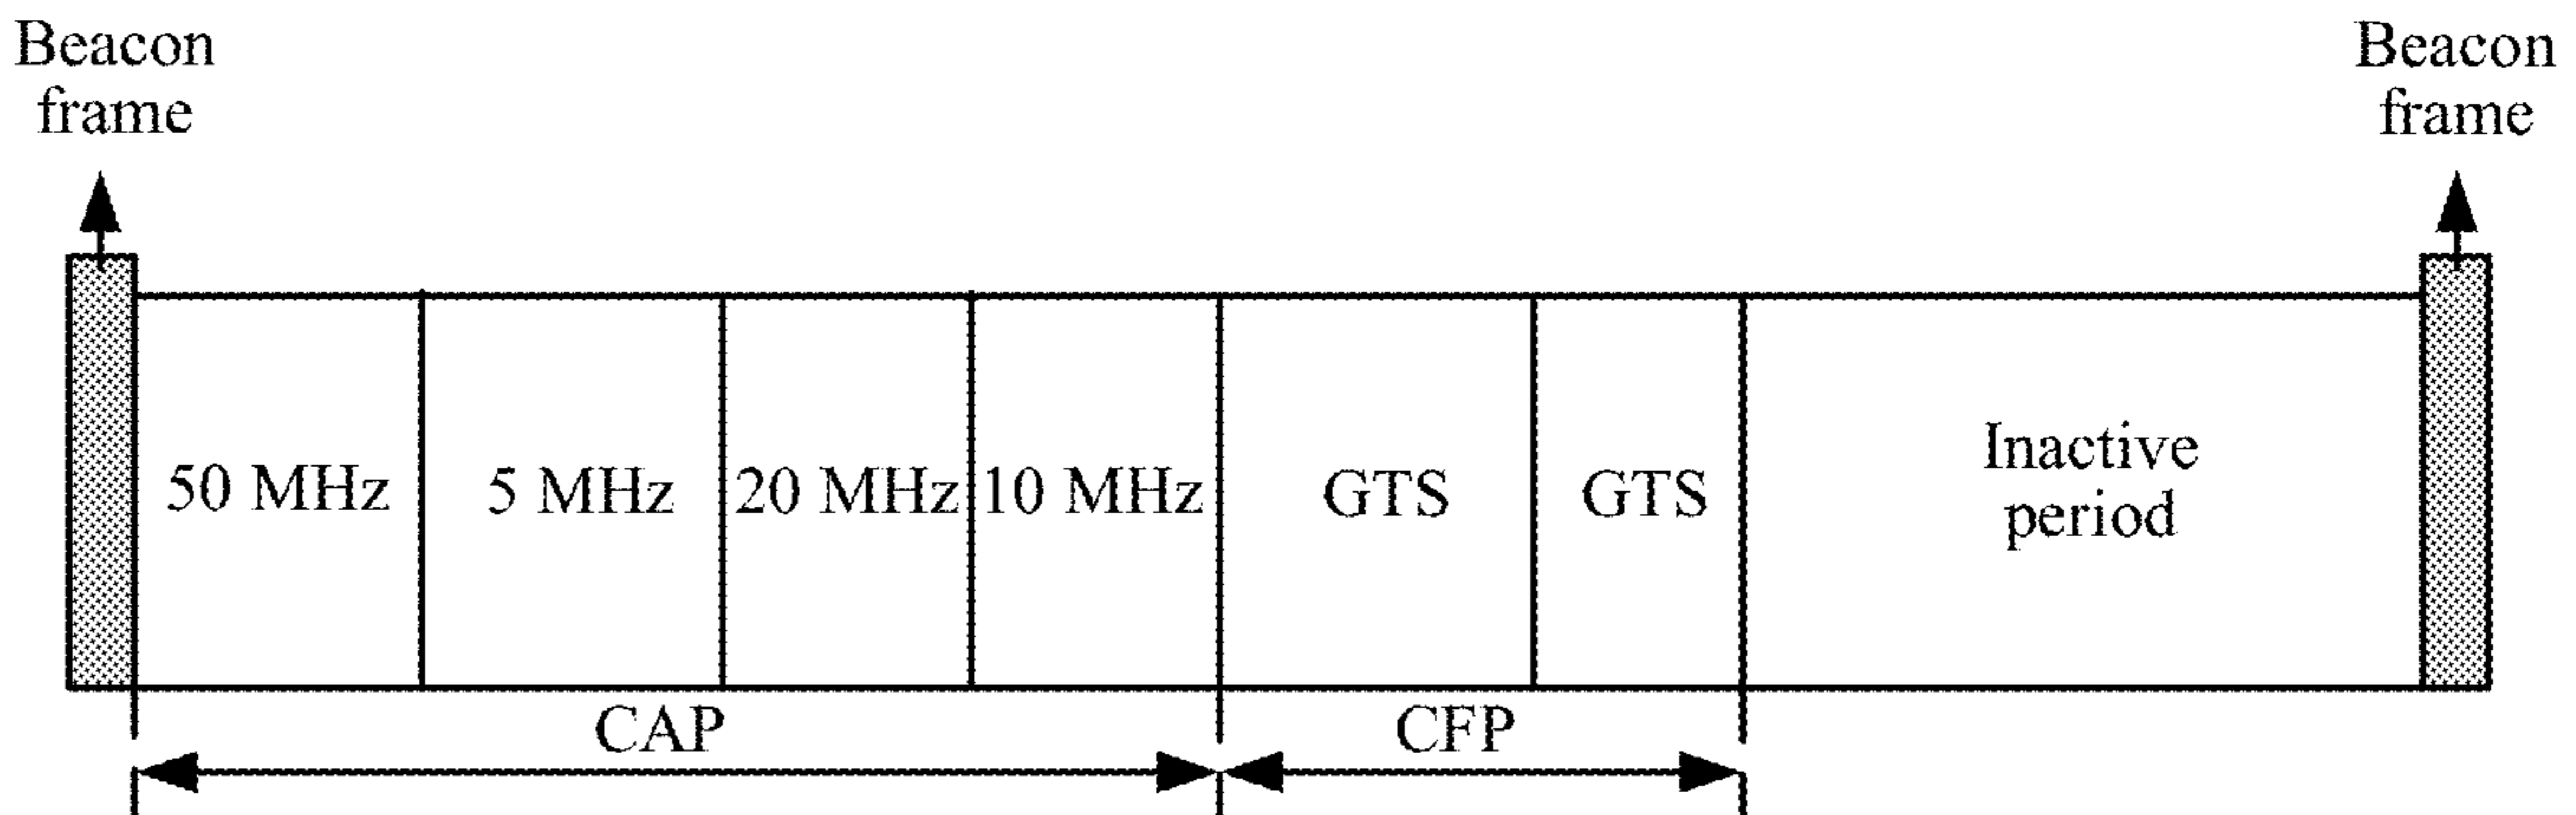 Beacon
frame
Beacon
frame
50 MHz
5 MHz
20 MHz
10 MHz
GTS
GTS
Inactive
period
CAP
CFP